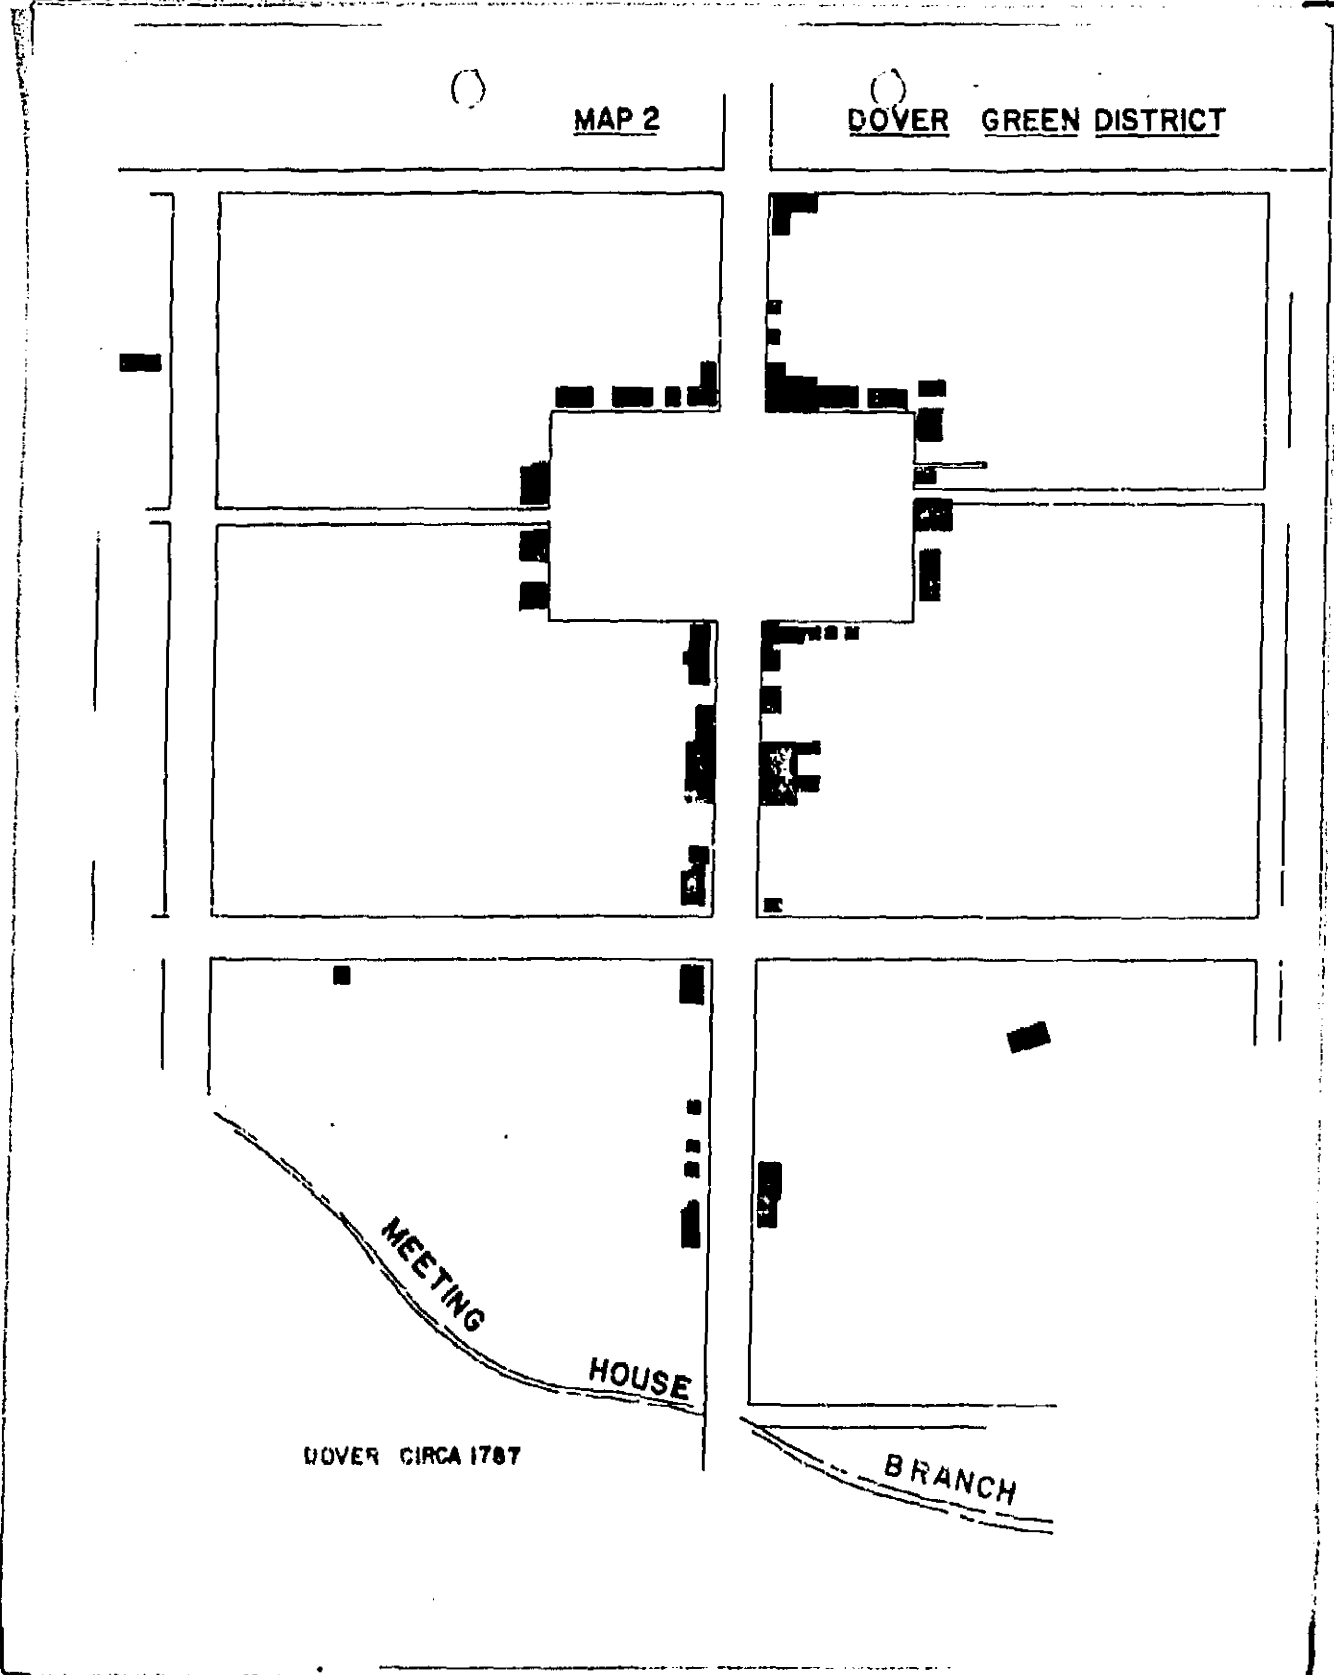 MAP 2
DOVER GREEN DISTRICT
MEETING
HOUSE
BRANCH
DOVER CIRCA 1787